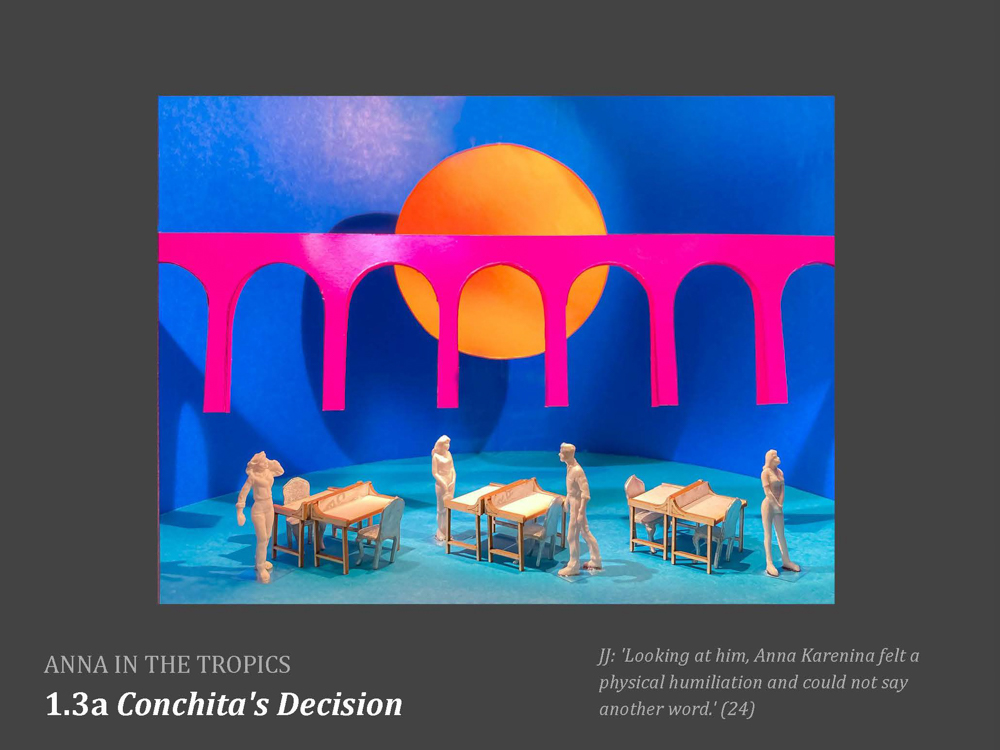 ANNA IN THE TROPICS
1.3a Conchita's Decision
JJ: 'Looking at him, Anna Karenina felt a
physical humiliation and could not say
another word.' (24)